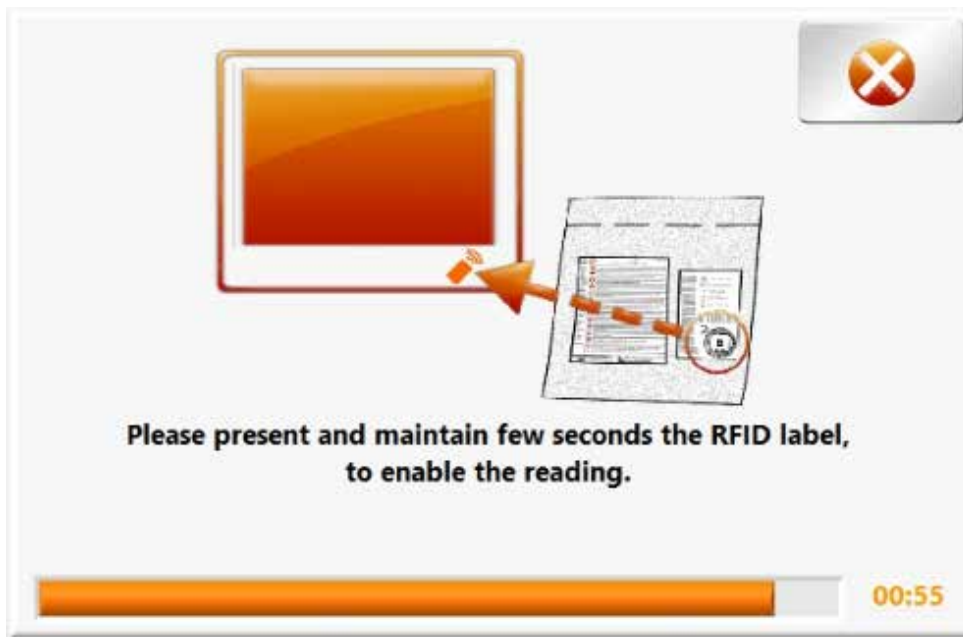 Please present and maintain few seconds the RFID label,
to enable the reading.
00:55